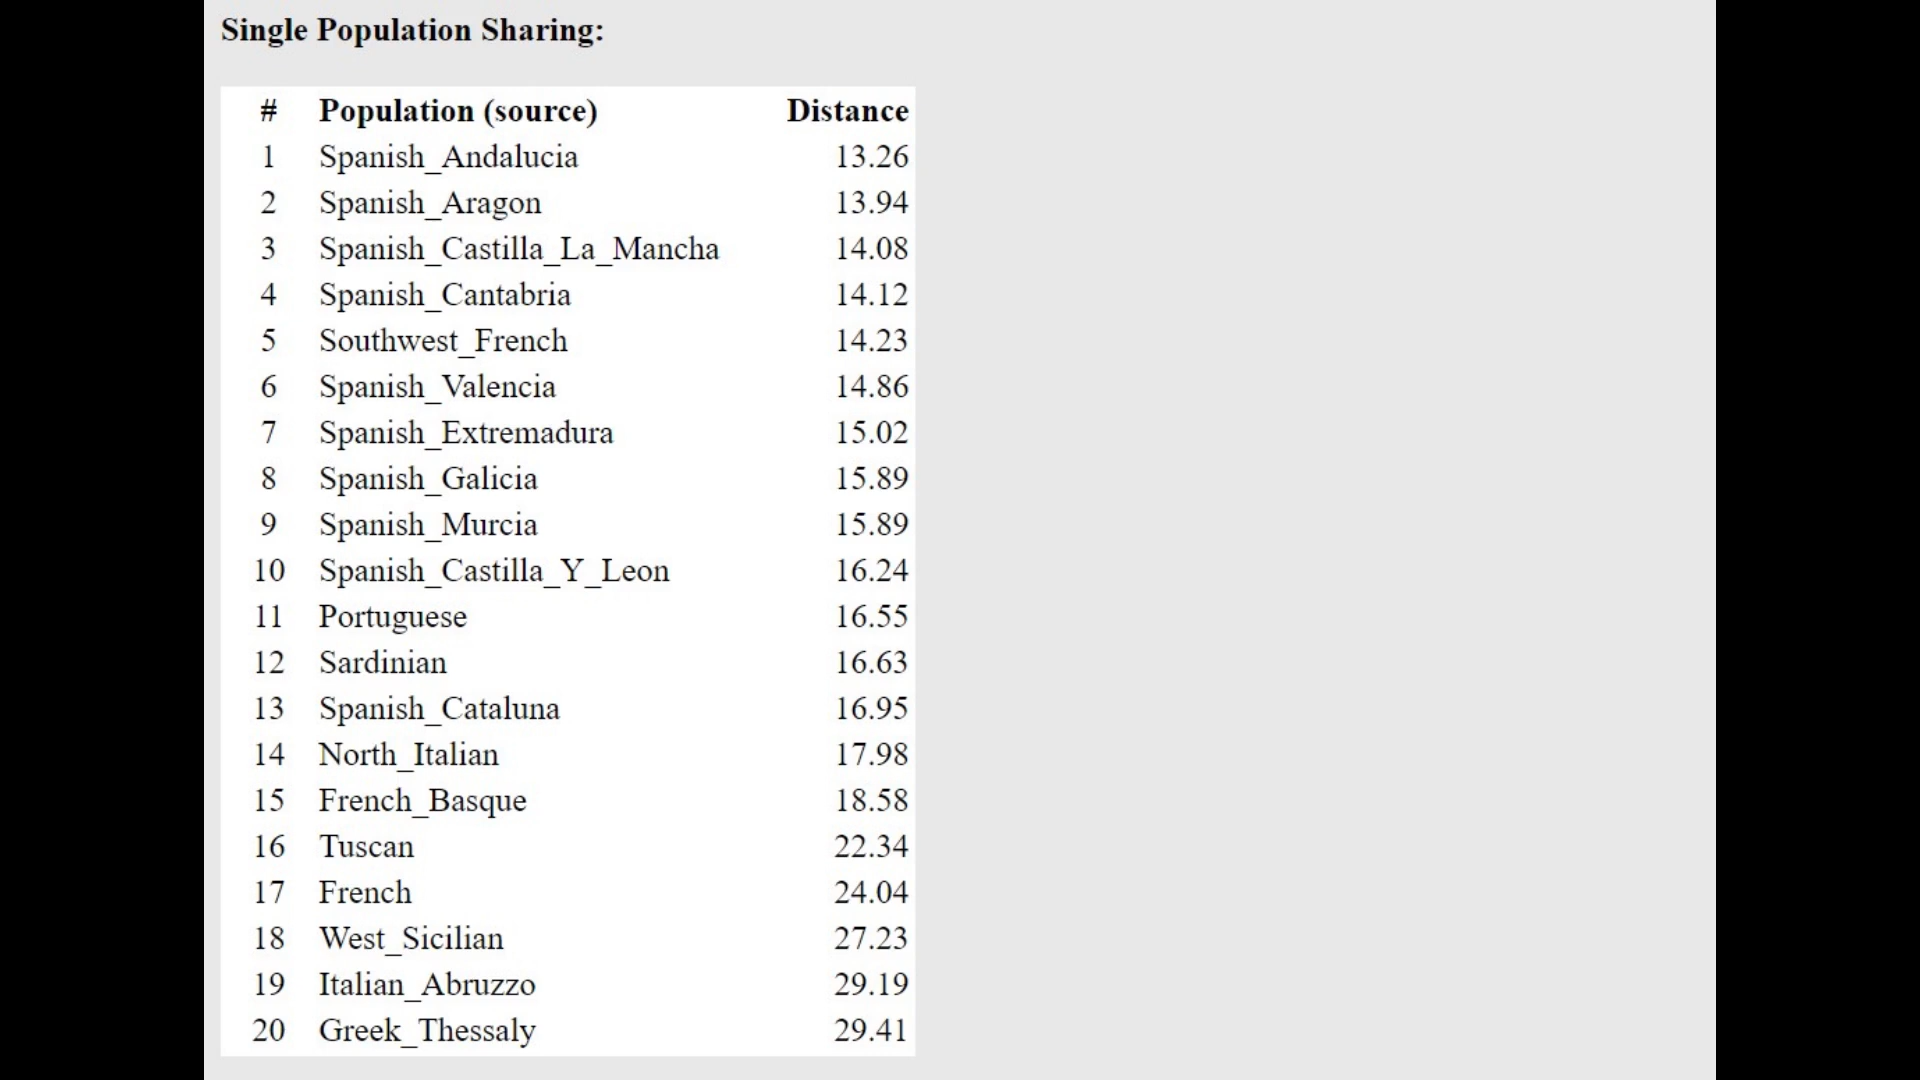 Single Population Sharing:
# Population (source) Distance
1 Spanish_Andalucia 13.26
2 Spanish_Aragon 13.94
3 Spanish_Castilla_La_Mancha 14.08
4 Spanish_Cantabria 14.12
5 Southwest_French 14.23
6 Spanish_Valencia 14.86
7 Spanish_Extremadura 15.02
8 Spanish_Galicia 15.89
9 Spanish_Murcia 15.89
10 Spanish_Castilla_Y_Leon 16.24
11 Portuguese 16.55
12 Sardinian 16.63
13 Spanish_Cataluna 16.95
14 North_Italian 17.98
15 French_Basque 18.58
16 Tuscan 22.34
17 French 24.04
18 West_Sicilian 27.23
19 Italian_Abruzzo 29.19
20 Greek_Thessaly 29.41